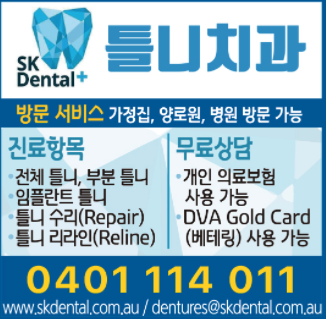 SK
Dental+
틀니치과
방문 서비스 가정집, 양로원, 병원 방문 가능
진료항목
•전체 틀니, 부분 틀니
•임플란트 틀니
•틀니 수리(Repair)
•틀니 리라인(Reline)
무료상담
•개인 의료보험
사용 가능
•DVA Gold Card
(베테링) 사용 가능
0401 114 011
www.skdental.com.au / dentures@skdental.com.au